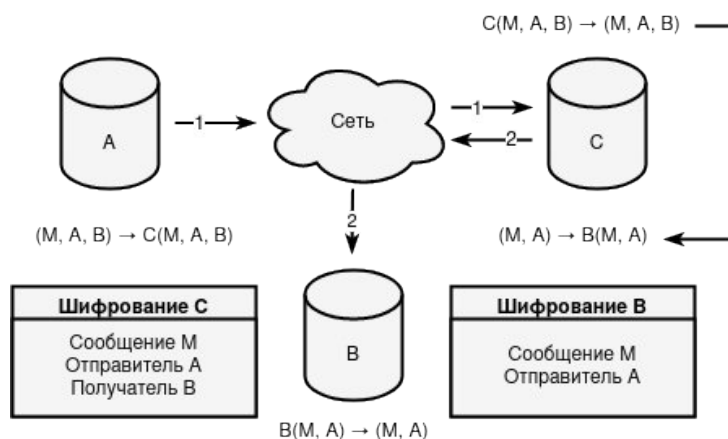 C(M, A, B) → (M, A, B)
A
1
Сеть
1
2
C
2
(M, A, B) → C(M, A, B)
(M, A) → B(M, A)
Шифрование C
Сообщение M
Отправитель A
Получатель B
B
Шифрование B
Сообщение M
Отправитель A
B(M, A) → (M, A)